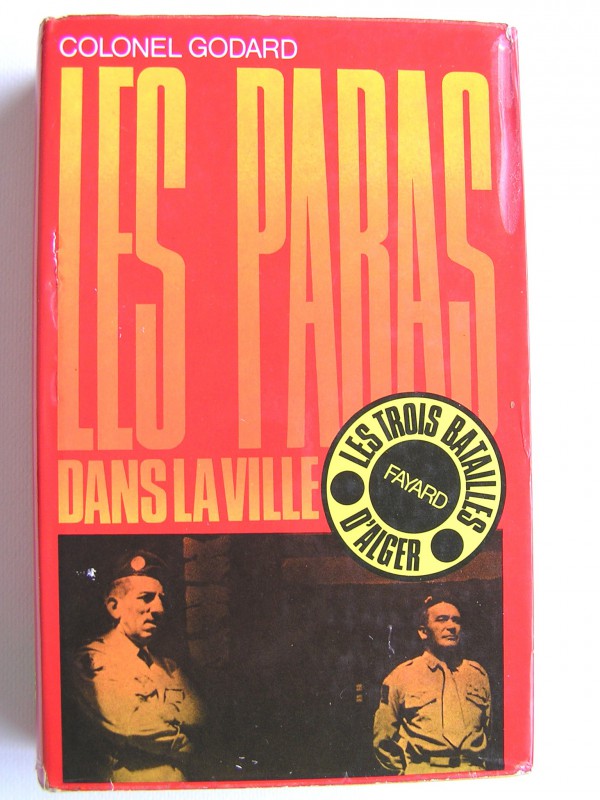 COLONEL GODARD
LES PARAS
DANS LA VILLE
LES TROIS BATAILLES
FAYARD
D'ALGER